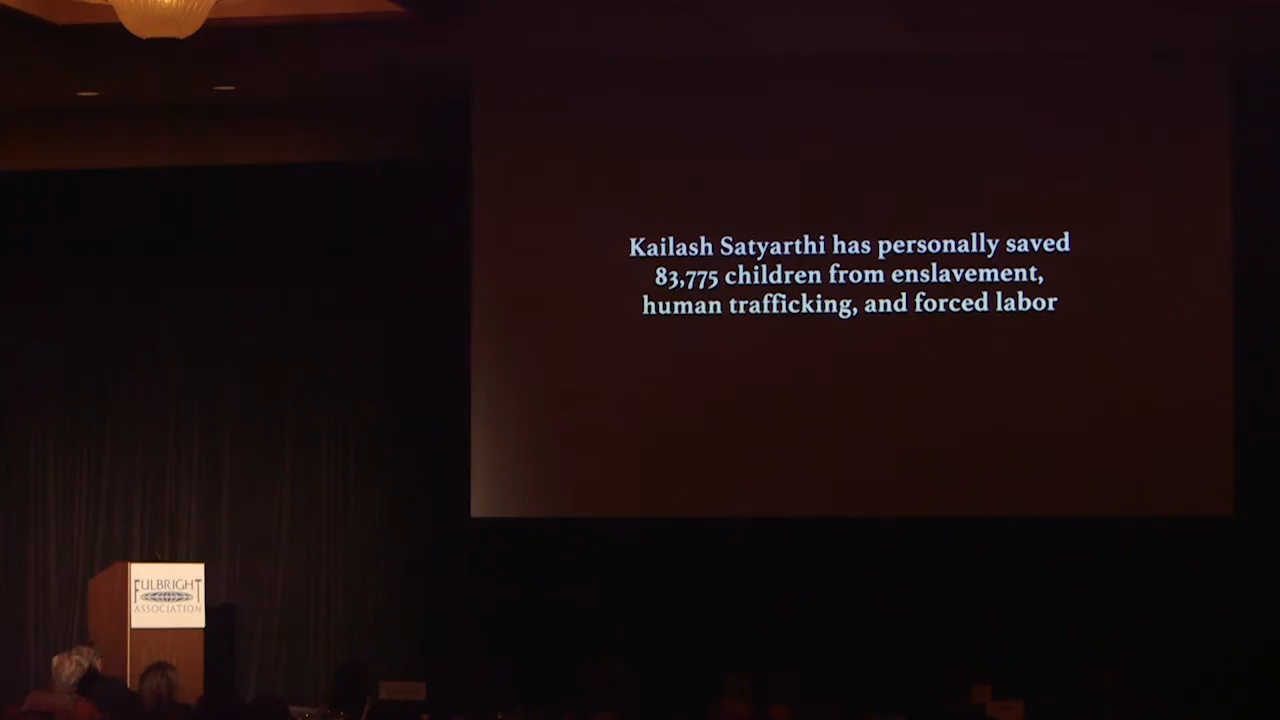 Kailash Satyarthi has personally saved
83,775 children from enslavement,
human trafficking, and forced labor
FULBRIGHT
ASSOCIATION